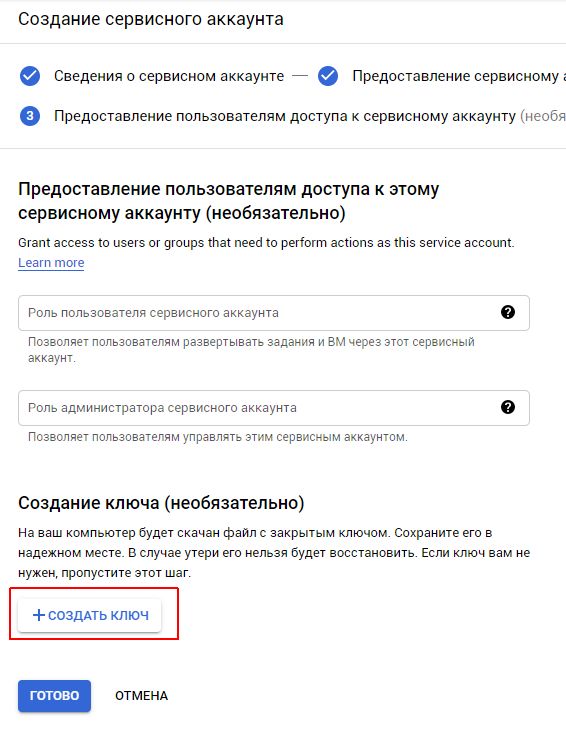 Создание сервисного аккаунта
Сведения о сервисном аккаунте — Предоставление сервисному
3 Предоставление пользователям доступа к сервисному аккаунту (необя
Предоставление пользователям доступа к этому
сервисному аккаунту (необязательно)
Grant access to users or groups that need to perform actions as this service account.
Learn more
Роль пользователя сервисного аккаунта ?
Позволяет пользователям развертывать задания и ВМ через этот сервисный
аккаунт.
Роль администратора сервисного аккаунта ?
Позволяет пользователям управлять этим сервисным аккаунтом.
Создание ключа (необязательно)
На ваш компьютер будет скачан файл с закрытым ключом. Сохраните его в
надежном месте. В случае утери его нельзя будет восстановить. Если ключ вам не
нужен, пропустите этот шаг.
+ СОЗДАТЬ КЛЮЧ
ГОТОВО ОТМЕНА